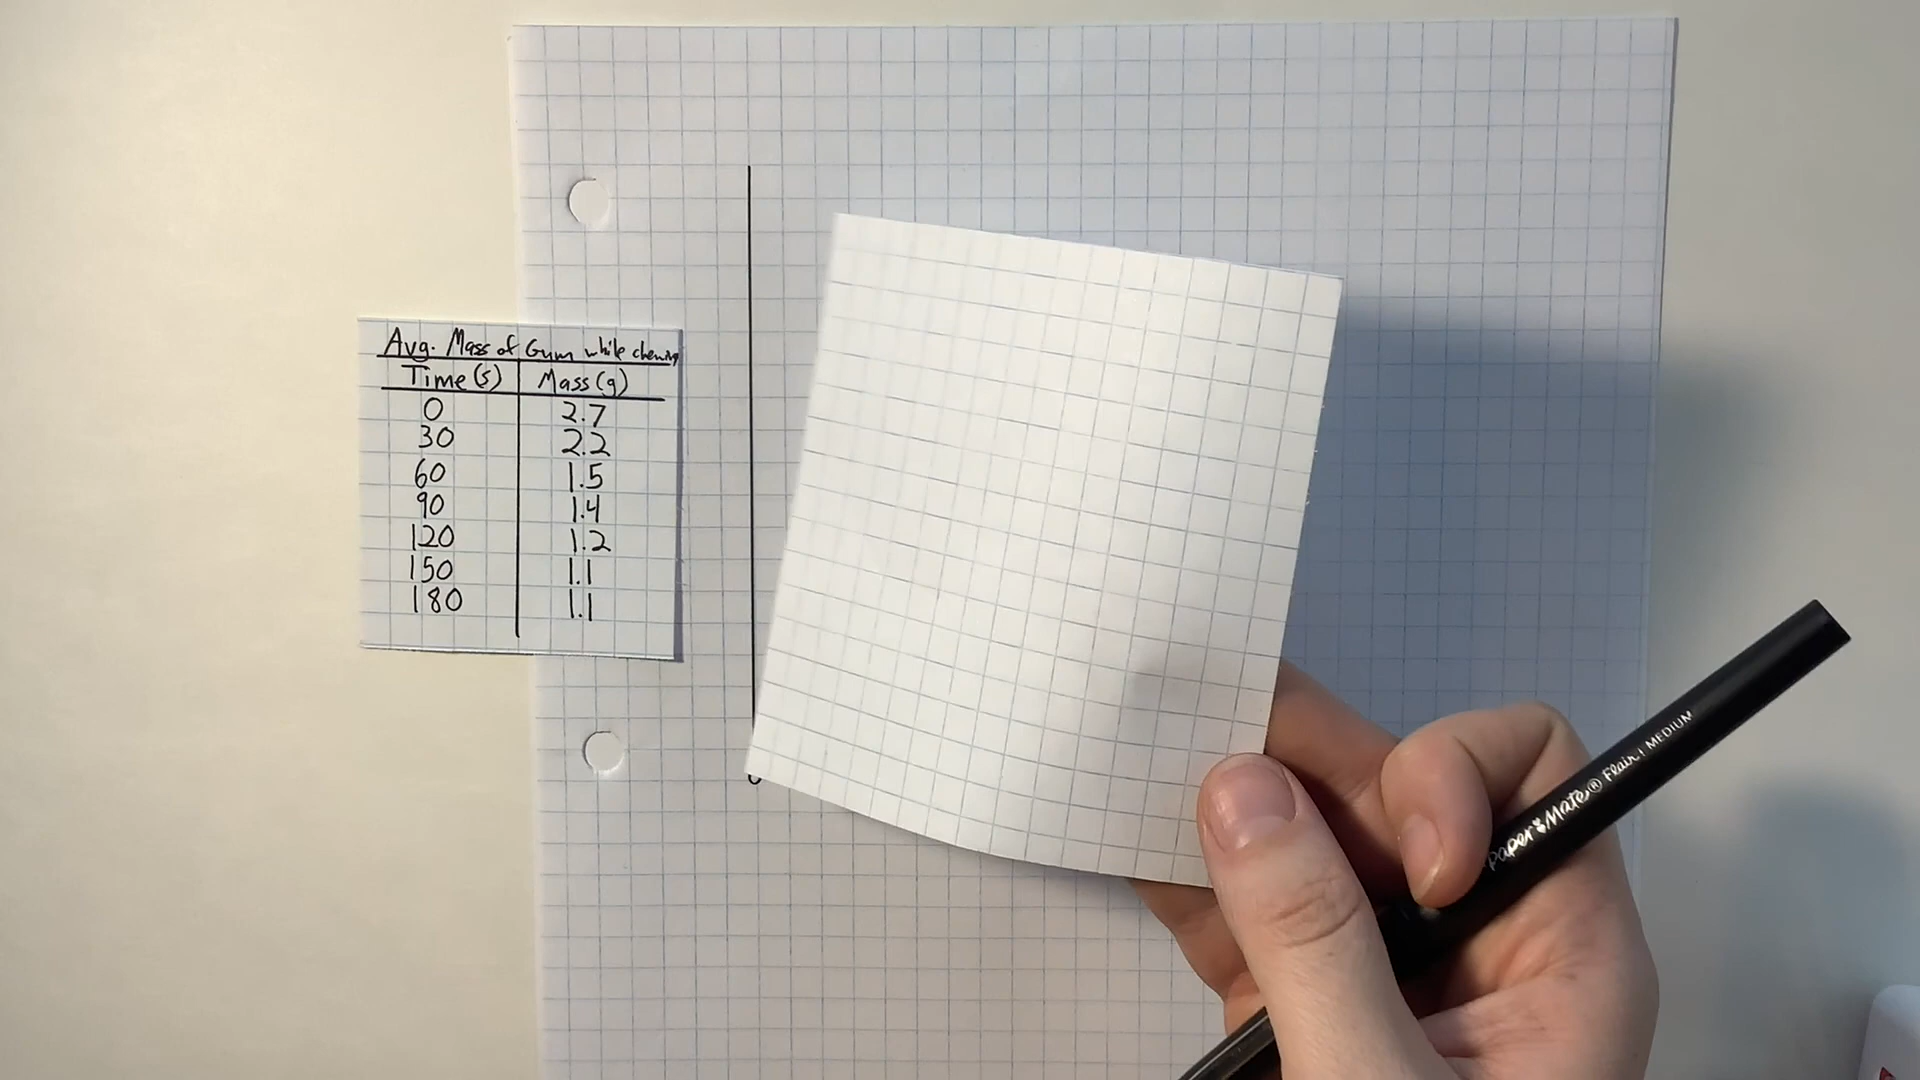 Avg. Mass of Gum while chewing
Time (s) Mass (g)
0 2.7
30 2.2
60 1.5
90 1.4
120 1.2
150 1.1
180 1.1
0
Paper Mate® Flair! MEDIUM